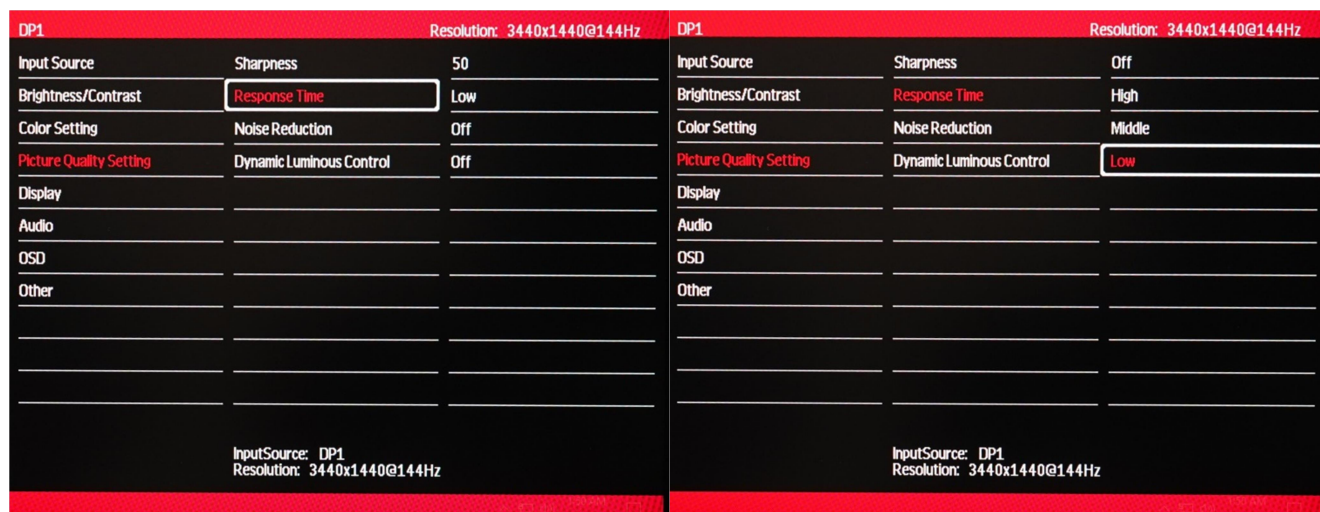 DP1 Resolution: 3440x1440@144Hz
Input Source Sharpness 50
Brightness/Contrast Response Time Low
Color Setting Noise Reduction Off
Picture Quality Setting Dynamic Luminous Control Off
Display
Audio
OSD
Other
InputSource: DP1
Resolution: 3440x1440@144Hz
DP1 Resolution: 3440x1440@144Hz
Input Source Sharpness Off
Brightness/Contrast Response Time High
Color Setting Noise Reduction Middle
Picture Quality Setting Dynamic Luminous Control Low
Display
Audio
OSD
Other
InputSource: DP1
Resolution: 3440x1440@144Hz